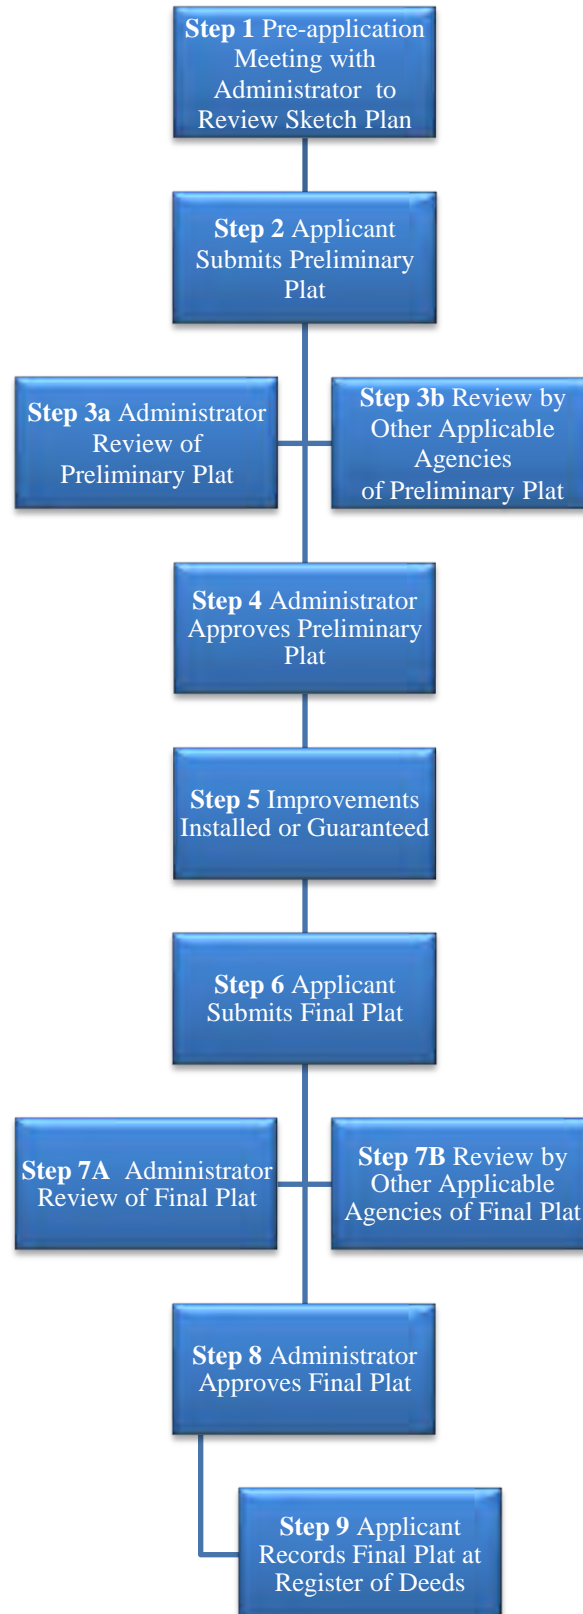 Step 1 Pre-application
Meeting with
Administrator to
Review Sketch Plan
Step 2 Applicant
Submits Preliminary
Plat
Step 3a Administrator
Review of
Preliminary Plat
Step 3b Review by
Other Applicable
Agencies
of Preliminary Plat
Step 4 Administrator
Approves Preliminary
Plat
Step 5 Improvements
Installed or Guaranteed
Step 6 Applicant
Submits Final Plat
Step 7A Administrator
Review of Final Plat
Step 7B Review by
Other Applicable
Agencies of Final Plat
Step 8 Administrator
Approves Final Plat
Step 9 Applicant
Records Final Plat at
Register of Deeds